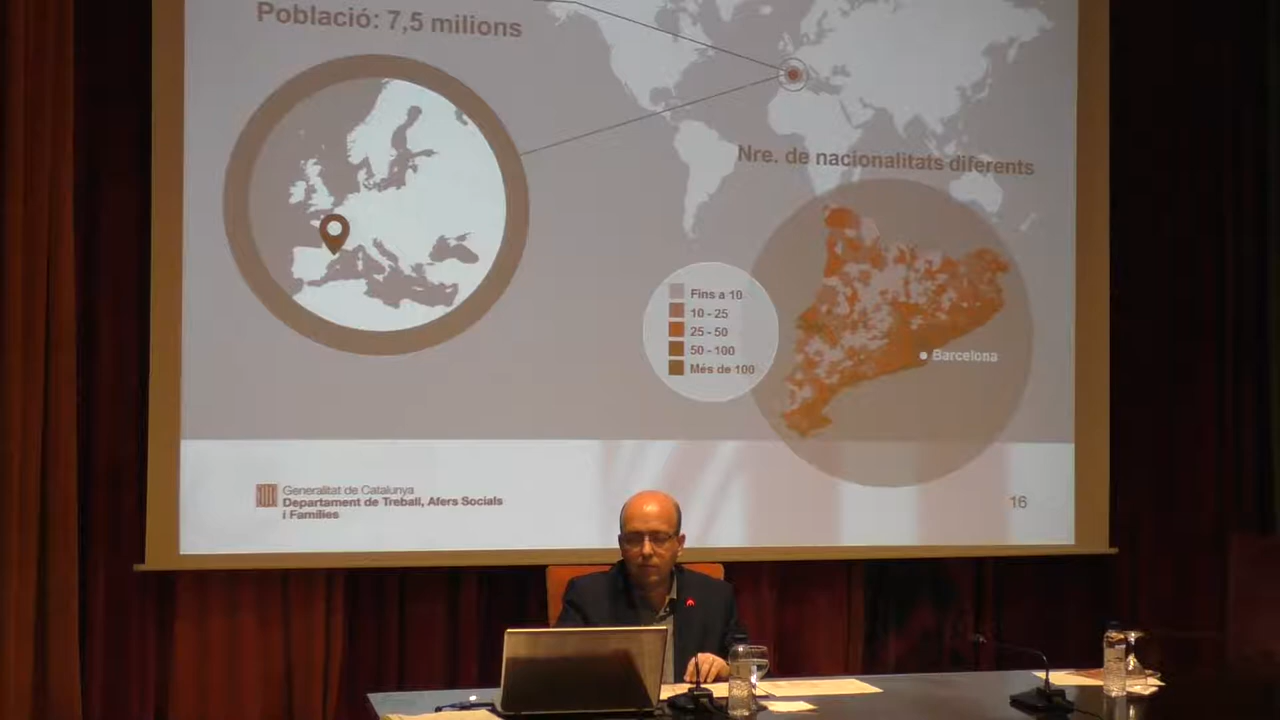 Població: 7,5 milions
Nre. de nacionalitats diferents
Fins a 10
10 - 25
25 - 50
50 - 100
Més de 100
Barcelona
Generalitat de Catalunya
Departament de Treball, Afers Socials
i Famílies
16